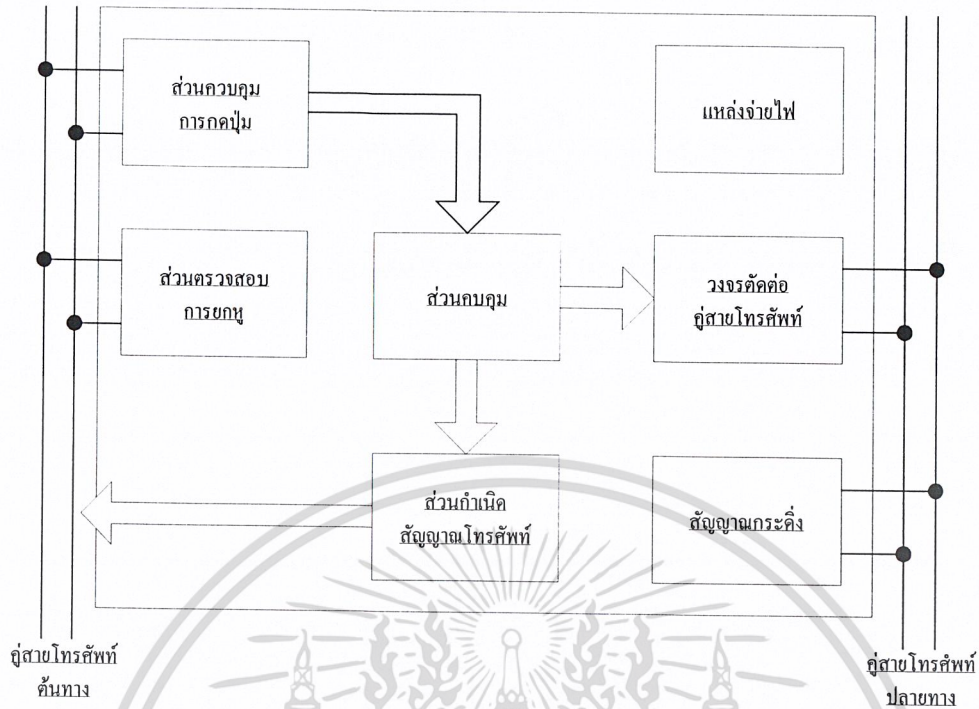 ส่วนควบคุม
การกดปุ่ม
แหล่งจ่ายไฟ
ส่วนตรวจสอบ
การยกหู
ส่วนคบคุม
วงจรตัดต่อ
คู่สายโทรศัพท์
ส่วนกำเนิด
สัญญาณโทรศัพท์
สัญญาณกระดิ่ง
คู่สายโทรศัพท์
ต้นทาง
คู่สายโทรศัพท์
ปลายทาง